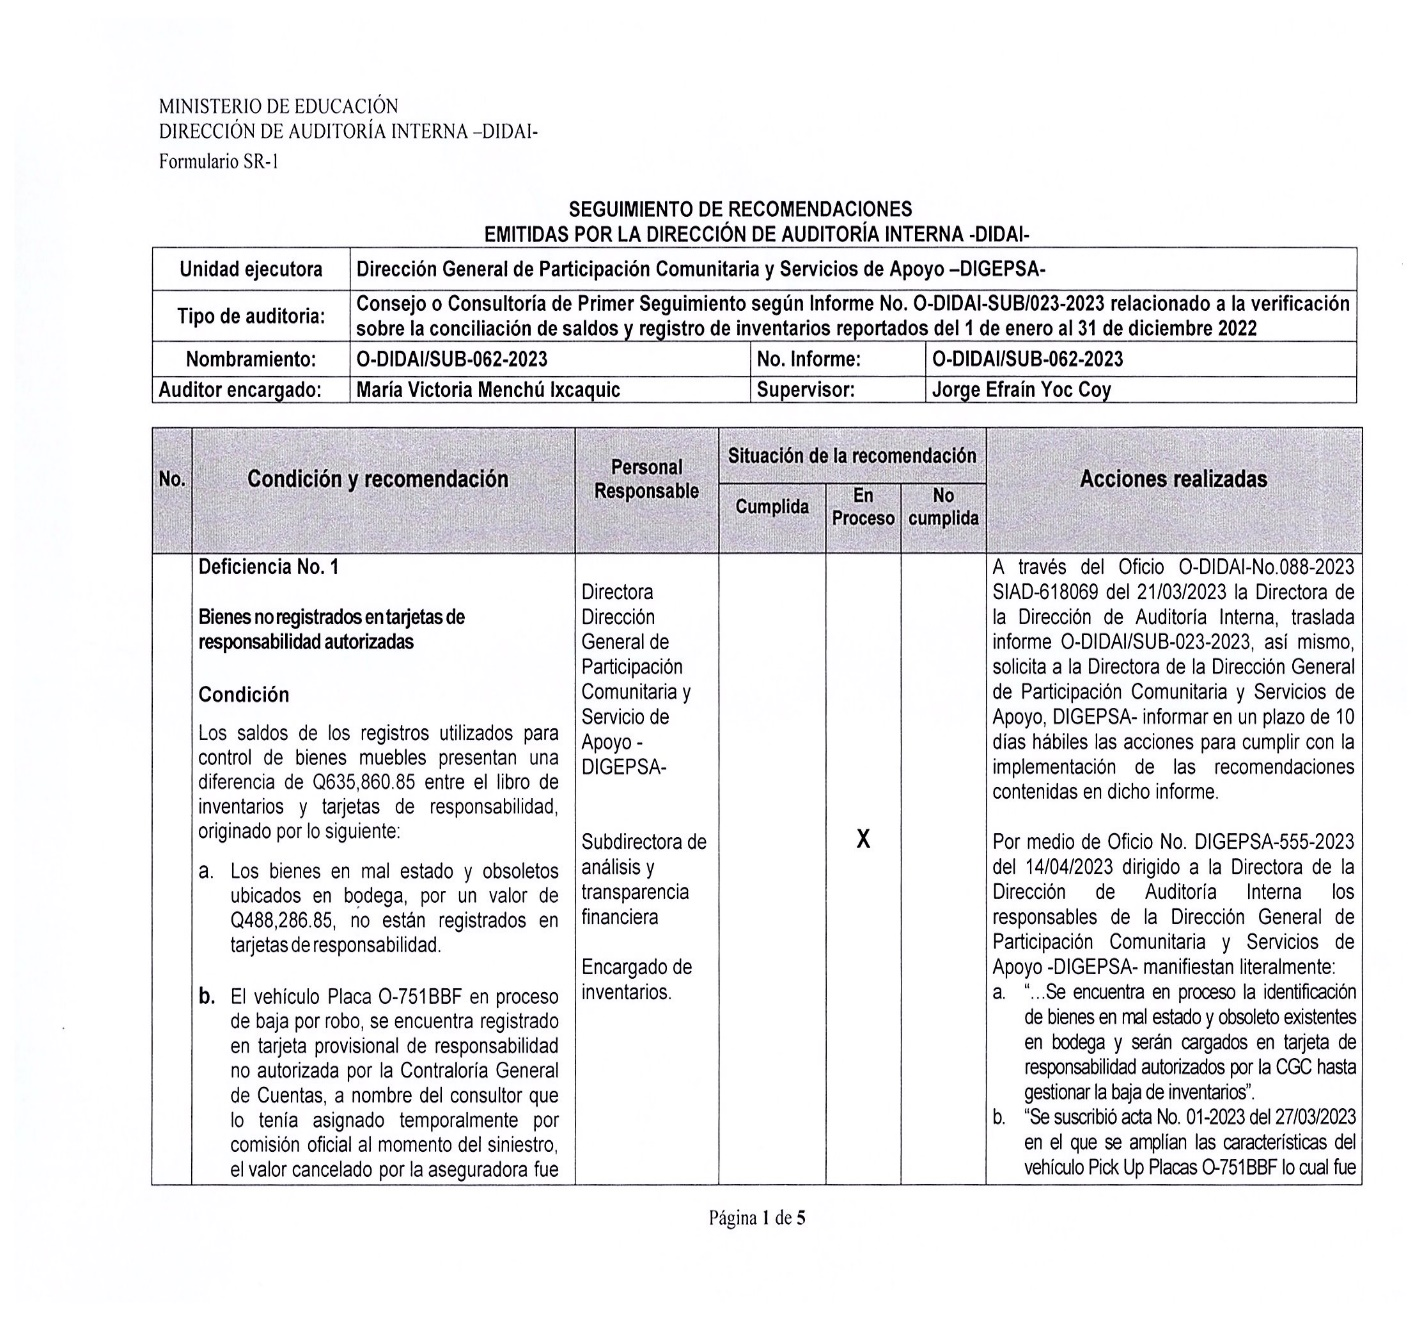 MINISTERIO DE EDUCACIÓN
DIRECCIÓN DE AUDITORÍA INTERNA –DIDAI-
Formulario SR-1
SEGUIMIENTO DE RECOMENDACIONES
EMITIDAS POR LA DIRECCIÓN DE AUDITORÍA INTERNA -DIDAI-
Unidad ejecutora
Dirección General de Participación Comunitaria y Servicios de Apoyo –DIGEPSA-
Tipo de auditoria:
Consejo o Consultoría de Primer Seguimiento según Informe No. O-DIDAI-SUB/023-2023 relacionado a la verificación
sobre la conciliación de saldos y registro de inventarios reportados del 1 de enero al 31 de diciembre 2022
Nombramiento:
O-DIDAI/SUB-062-2023
No. Informe:
O-DIDAI/SUB-062-2023
Auditor encargado:
María Victoria Menchú Ixcaquic
Supervisor:
Jorge Efraín Yoc Coy
No.
Condición y recomendación
Personal
Responsable
Situación de la recomendación
Cumplida
En
Proceso
No
cumplida
Acciones realizadas
Deficiencia No. 1
Bienes no registrados en tarjetas de
responsabilidad autorizadas
Condición
Los saldos de los registros utilizados para
control de bienes muebles presentan una
diferencia de Q635,860.85 entre el libro de
inventarios y tarjetas de responsabilidad,
originado por lo siguiente:
a. Los bienes en mal estado y obsoletos
ubicados en bodega, por un valor de
Q488,286.85, no están registrados en
tarjetas de responsabilidad.
b. El vehículo Placa O-751BBF en proceso
de baja por robo, se encuentra registrado
en tarjeta provisional de responsabilidad
no autorizada por la Contraloría General
de Cuentas, a nombre del consultor que
lo tenía asignado temporalmente por
comisión oficial al momento del siniestro,
el valor cancelado por la aseguradora fue
Directora
Dirección
General de
Participación
Comunitaria y
Servicio de
Apoyo -
DIGEPSA-
Subdirectora de
análisis y
transparencia
financiera
Encargado de
inventarios.
X
A través del Oficio O-DIDAI-No.088-2023
SIAD-618069 del 21/03/2023 la Directora de
la Dirección de Auditoría Interna, traslada
informe O-DIDAI/SUB-023-2023, así mismo,
solicita a la Directora de la Dirección General
de Participación Comunitaria y Servicios de
Apoyo, DIGEPSA- informar en un plazo de 10
días hábiles las acciones para cumplir con la
implementación de las recomendaciones
contenidas en dicho informe.
Por medio de Oficio No. DIGEPSA-555-2023
del 14/04/2023 dirigido a la Directora de la
Dirección de Auditoría Interna los
responsables de la Dirección General de
Participación Comunitaria y Servicios de
Apoyo -DIGEPSA- manifiestan literalmente:
a. “…Se encuentra en proceso la identificación
de bienes en mal estado y obsoleto existentes
en bodega y serán cargados en tarjeta de
responsabilidad autorizados por la CGC hasta
gestionar la baja de inventarios”.
b. “Se suscribió acta No. 01-2023 del 27/03/2023
en el que se amplían las características del
vehículo Pick Up Placas O-751BBF lo cual fue
Página 1 de 5